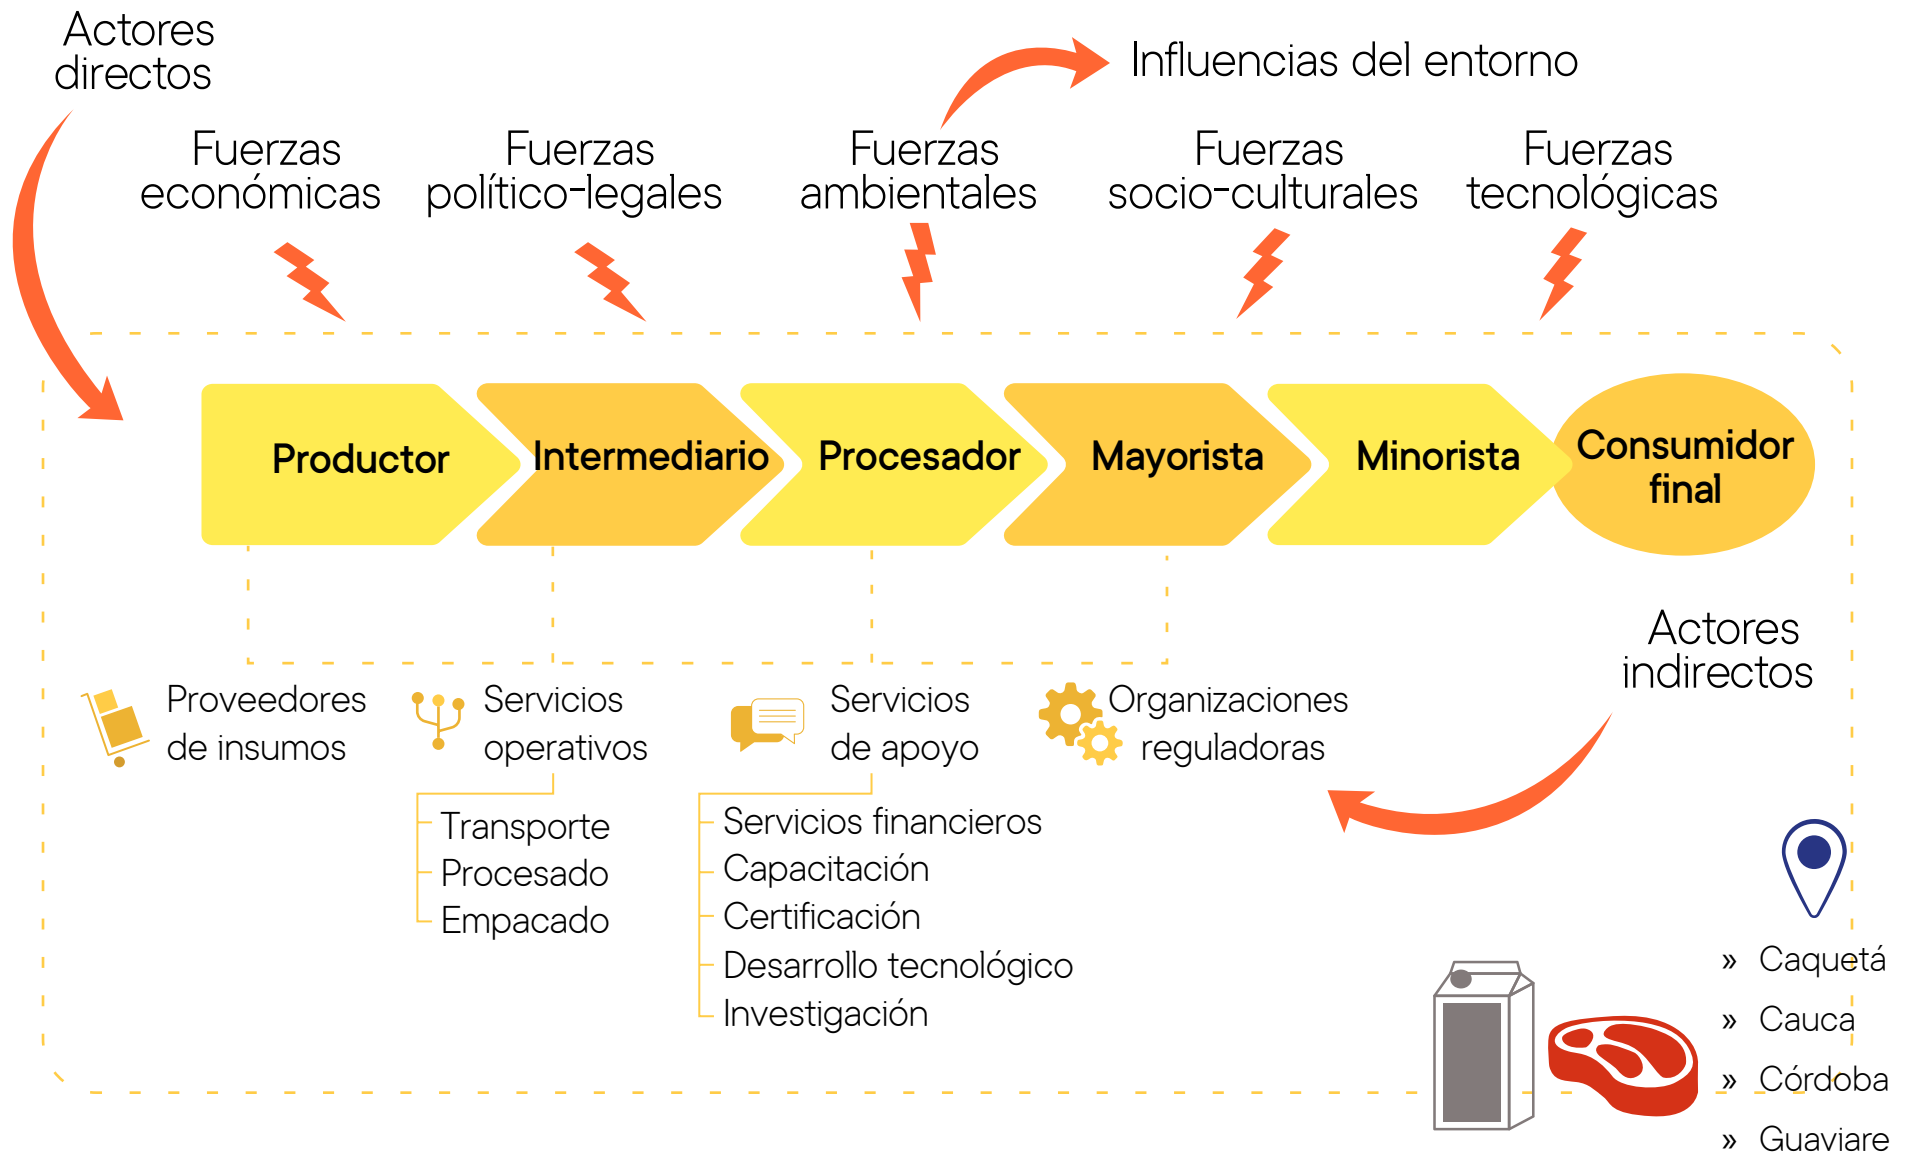 Actores
directos
Influencias del entorno
Fuerzas
económicas
Fuerzas
político-legales
Fuerzas
ambientales
Fuerzas
socio-culturales
Fuerzas
tecnológicas
Productor
Intermediario
Procesador
Mayorista
Minorista
Consumidor
final
Actores
indirectos
Proveedores
de insumos
Servicios
operativos
Transporte
Procesado
Empacado
Servicios
de apoyo
Servicios financieros
Capacitación
Certificación
Desarrollo tecnológico
Investigación
Organizaciones
reguladoras
» Caquetá
» Cauca
» Córdoba
» Guaviare